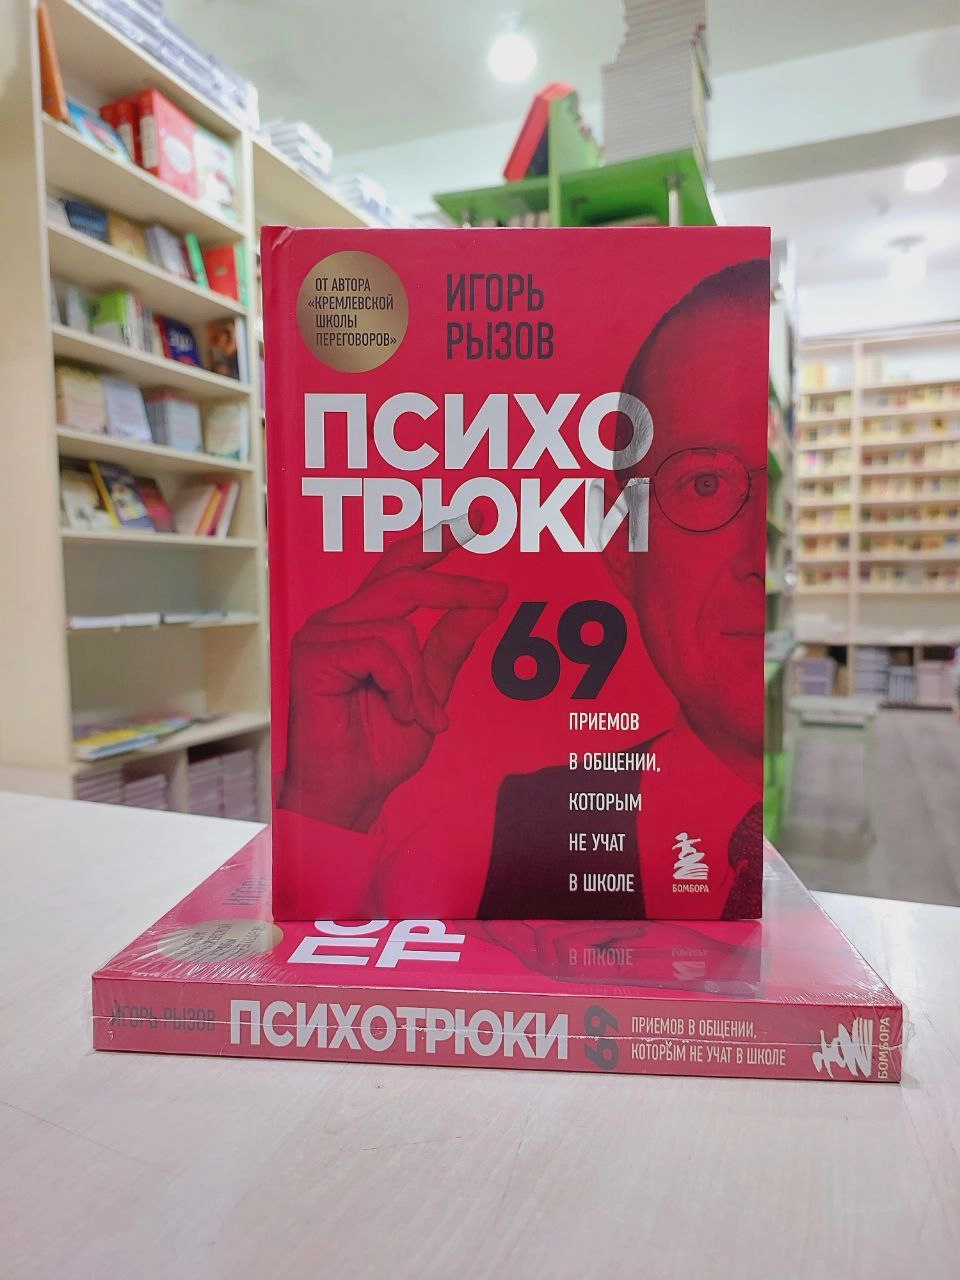 ОТ АВТОРА
«КРЕМЛЕВСКОЙ
ШКОЛЫ
ПЕРЕГОВОРОВ»
ИГОРЬ
РЫЗОВ
ПСИХО
ТРЮКИ
69
ПРИЕМОВ
В ОБЩЕНИИ,
КОТОРЫМ
НЕ УЧАТ
В ШКОЛЕ
БОМБОРА
ИГОРЬ РЫЗОВ
ПСИХОТРЮКИ
69
ПРИЕМОВ В ОБЩЕНИИ,
КОТОРЫМ НЕ УЧАТ В ШКОЛЕ
БОМБОРА